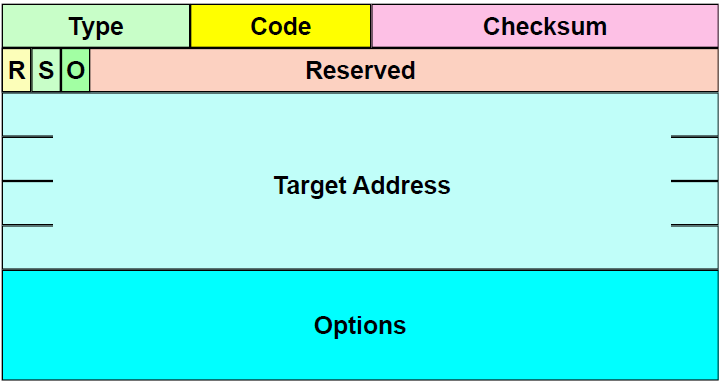 Type Code Checksum
R S O Reserved
Target Address
Options